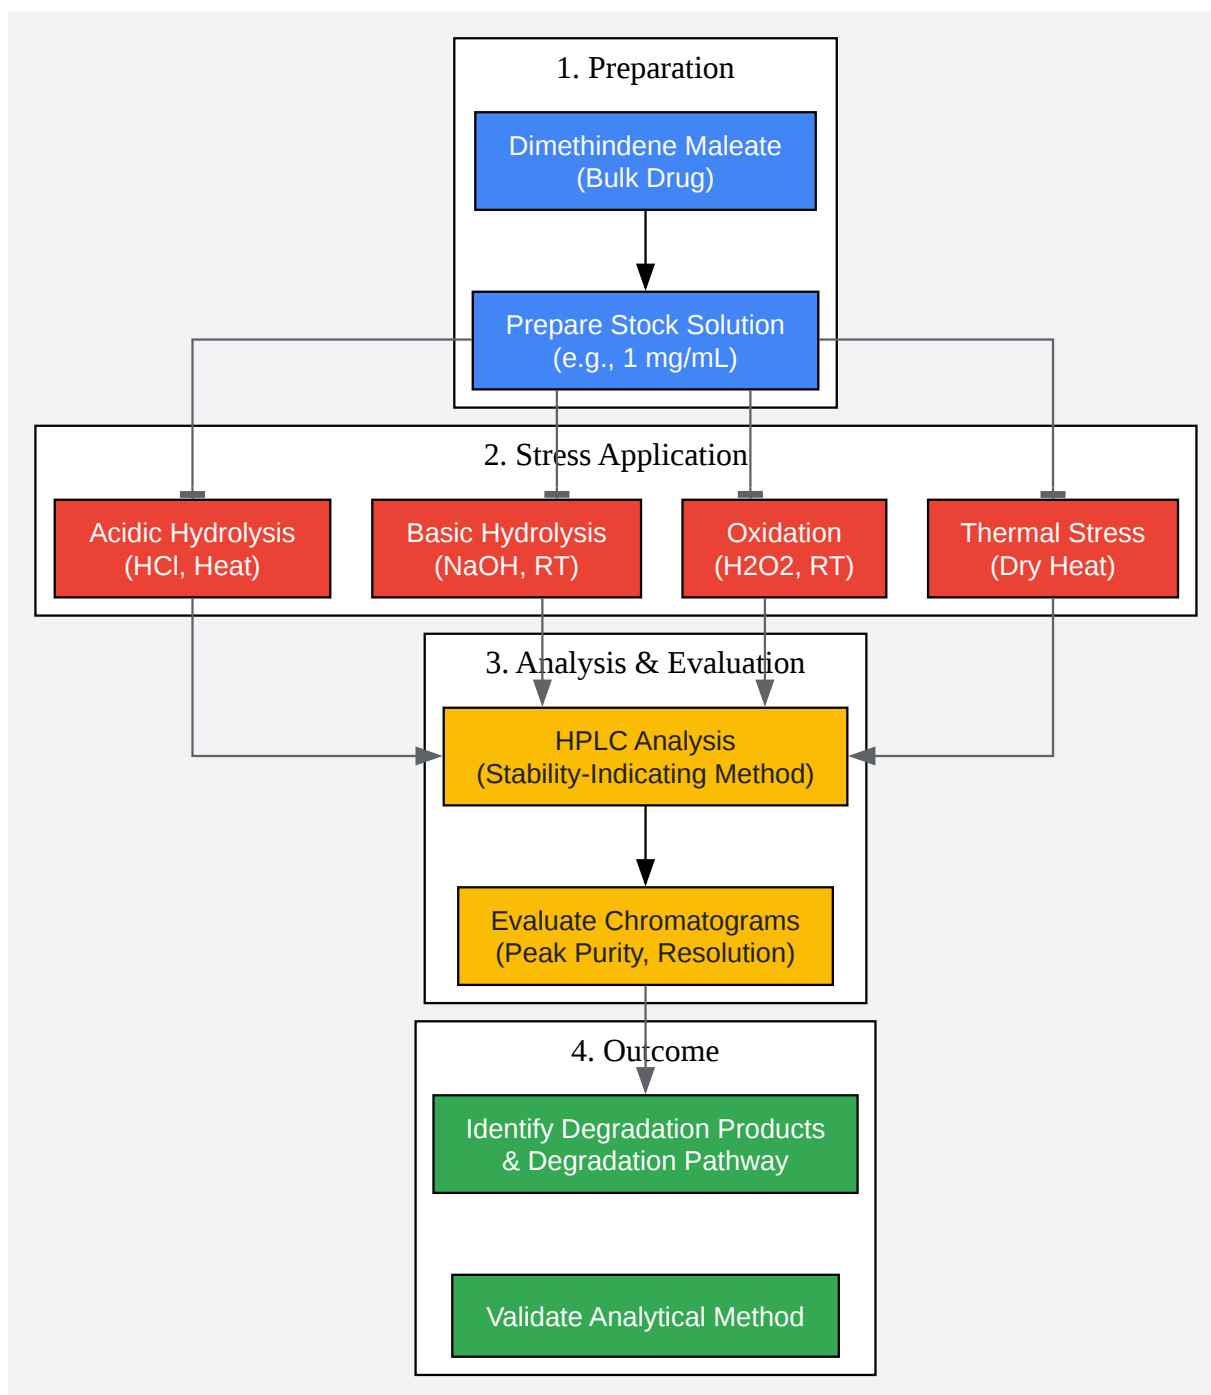 1. Preparation
Dimethindene Maleate
(Bulk Drug)
Prepare Stock Solution
(e.g., 1 mg/mL)
2. Stress Application
Acidic Hydrolysis
(HCl, Heat)
Basic Hydrolysis
(NaOH, RT)
Oxidation
(H2O2, RT)
Thermal Stress
(Dry Heat)
3. Analysis & Evaluation
HPLC Analysis
(Stability-Indicating Method)
Evaluate Chromatograms
(Peak Purity, Resolution)
4. Outcome
Identify Degradation Products
& Degradation Pathway
Validate Analytical Method